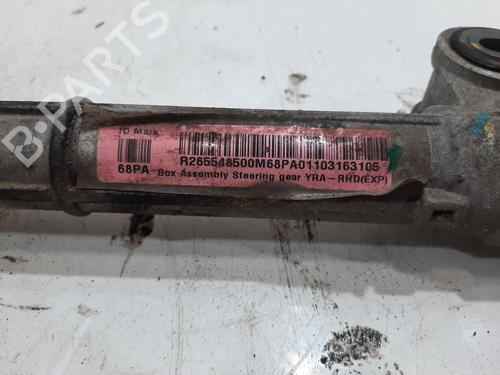 B-PARTS
ID Mark
R265548500M68PA01103163105
68PA-Box Assembly Steering gear YRA-RHD(EXP)